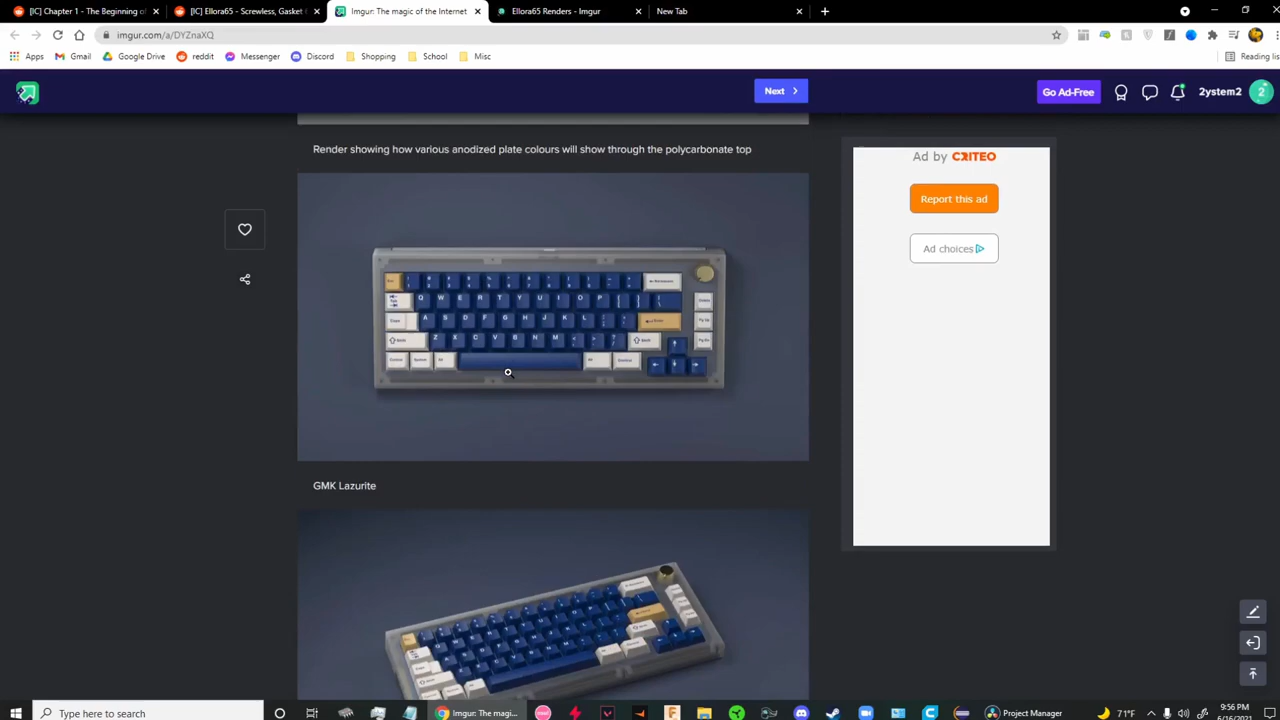 [IC] Chapter 1 - The Beginning of
[IC] Ellora65 - Screwless, Gasket
Imgur: The magic of the Internet
Ellora65 Renders - Imgur
New Tab
imgur.com/a/DYZnaXQ
Apps
Gmail
Google Drive
reddit
Messenger
Discord
Shopping
School
Misc
Reading list
Next
Go Ad-Free
2ystem2
2
Render showing how various anodized plate colours will show through the polycarbonate top
Ad by CRITEO
Report this ad
Ad choices
Q W E R T Y U I O P
A S D F G H J K L
Z X C V B N M
GMK Lazurite
Type here to search
Imgur: The magi...
Project Manager
71°F
9:56 PM
6/16/2021